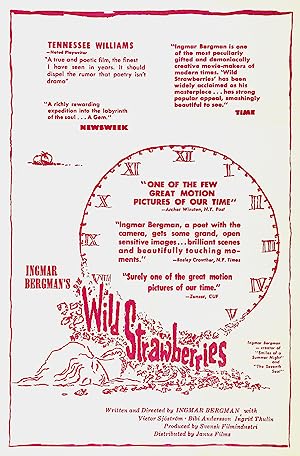 TENNESSEE WILLIAMS
—Noted Playwriter
"A true and poetic film, the finest
I have seen in years. It should
dispel the rumor that poetry isn't
drama"
"A richly rewarding
expedition into the labyrinth
of the soul . . . A Gem."
NEWSWEEK
"Ingmar Bergman is one
of the most peculiarly
gifted and demoniacally
creative movie-makers of
modern times. 'Wild
Strawberries' has been
widely acclaimed as his
masterpiece . . . has strong
popular appeal, smashingly
beautiful to see."
TIME
XII
"ONE OF THE FEW
GREAT MOTION
PICTURES OF OUR TIME"
—Archer Winsten, N.Y. Post
"Ingmar Bergman, a poet with the
camera, gets some grand, open
sensitive images...brilliant scenes
and beautifully touching mo-
ments."
—Bosley Crowther, N.Y. Times
"Surely one of the great motion
pictures of our time."
—Zunser, CUE
INGMAR
BERGMAN'S
Wild Strawberries
Ingmar Bergman
— creator of
"Smiles of a
Summer Night"
and
"The Seventh
Seal"
Written and Directed by INGMAR BERGMAN with
Victor Sjöström · Bibi Andersson · Ingrid Thulin
Produced by Svensk Filmindustri
Distributed by Janus Films